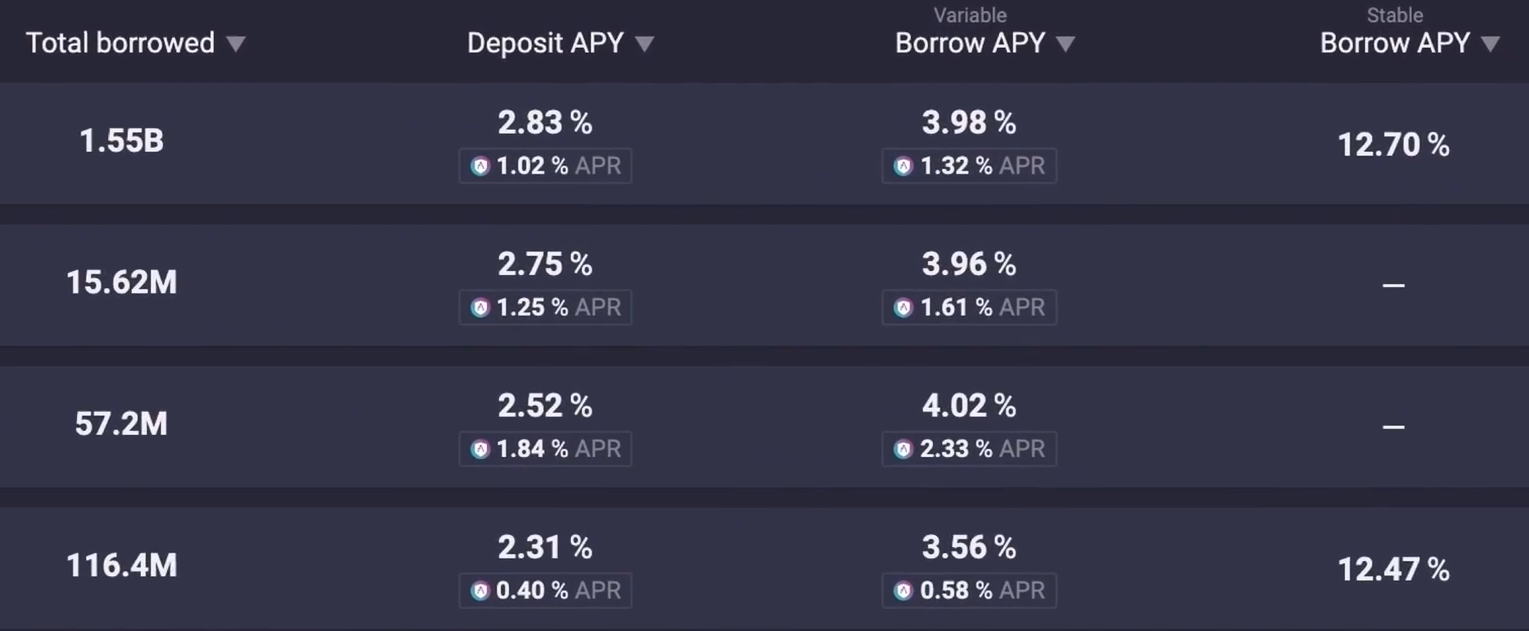 Variable
Stable
Total borrowed
Deposit APY
Borrow APY
Borrow APY
1.55B
2.83 %
1.02 % APR
3.98 %
1.32 % APR
12.70 %
15.62M
2.75 %
1.25 % APR
3.96 %
1.61 % APR
—
57.2M
2.52 %
1.84 % APR
4.02 %
2.33 % APR
—
116.4M
2.31 %
0.40 % APR
3.56 %
0.58 % APR
12.47 %